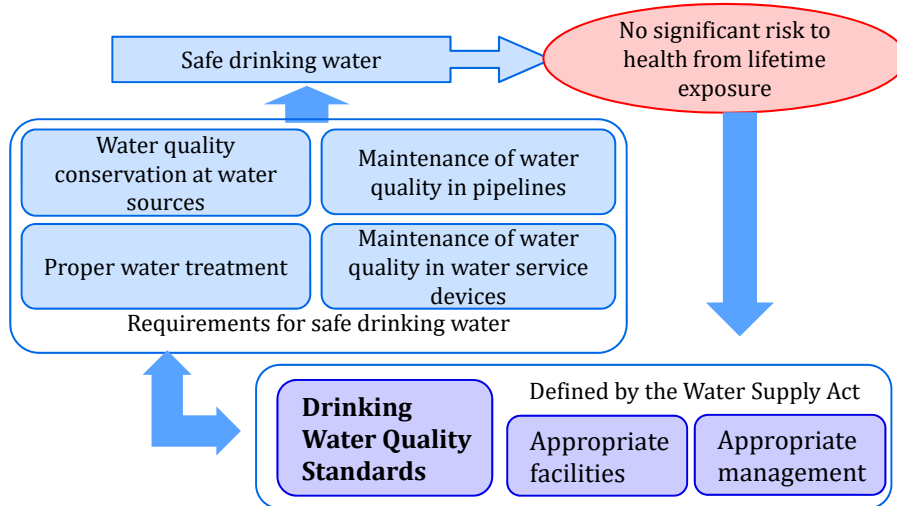 Safe drinking water
No significant risk to
health from lifetime
exposure
Water quality
conservation at water
sources
Maintenance of water
quality in pipelines
Proper water treatment
Maintenance of water
quality in water service
devices
Requirements for safe drinking water
Defined by the Water Supply Act
Drinking
Water Quality
Standards
Appropriate
facilities
Appropriate
management